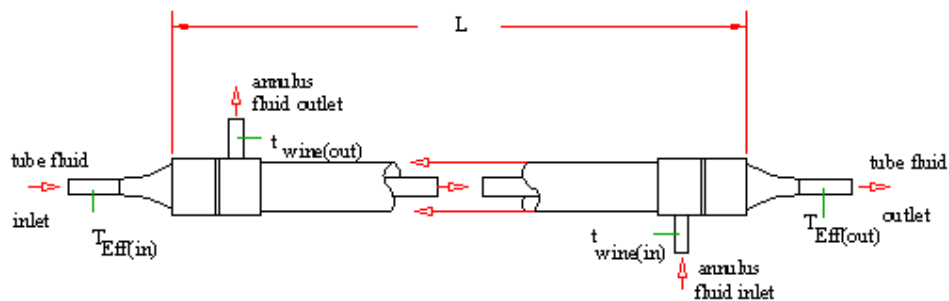 L
annulus
fluid outlet
t wine(out)
tube fluid
inlet
T Eff(in)
tube fluid
outlet
T Eff(out)
t wine(in)
annulus
fluid inlet